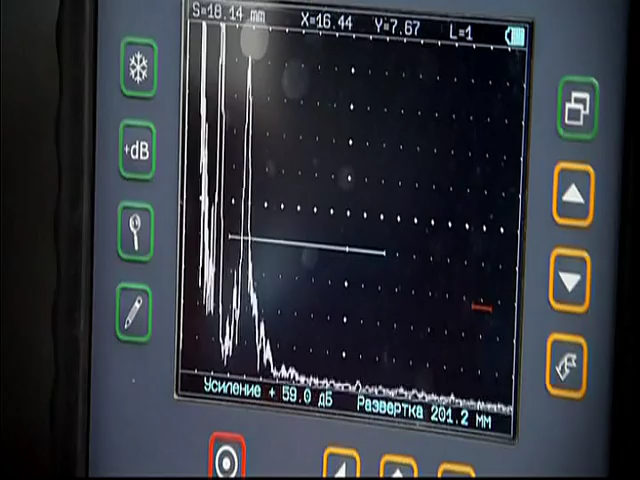 S=18.14 mm X=16.44 Y=7.67 L=1
+dB
Усиление + 59.0 дБ Развертка 201.2 мм